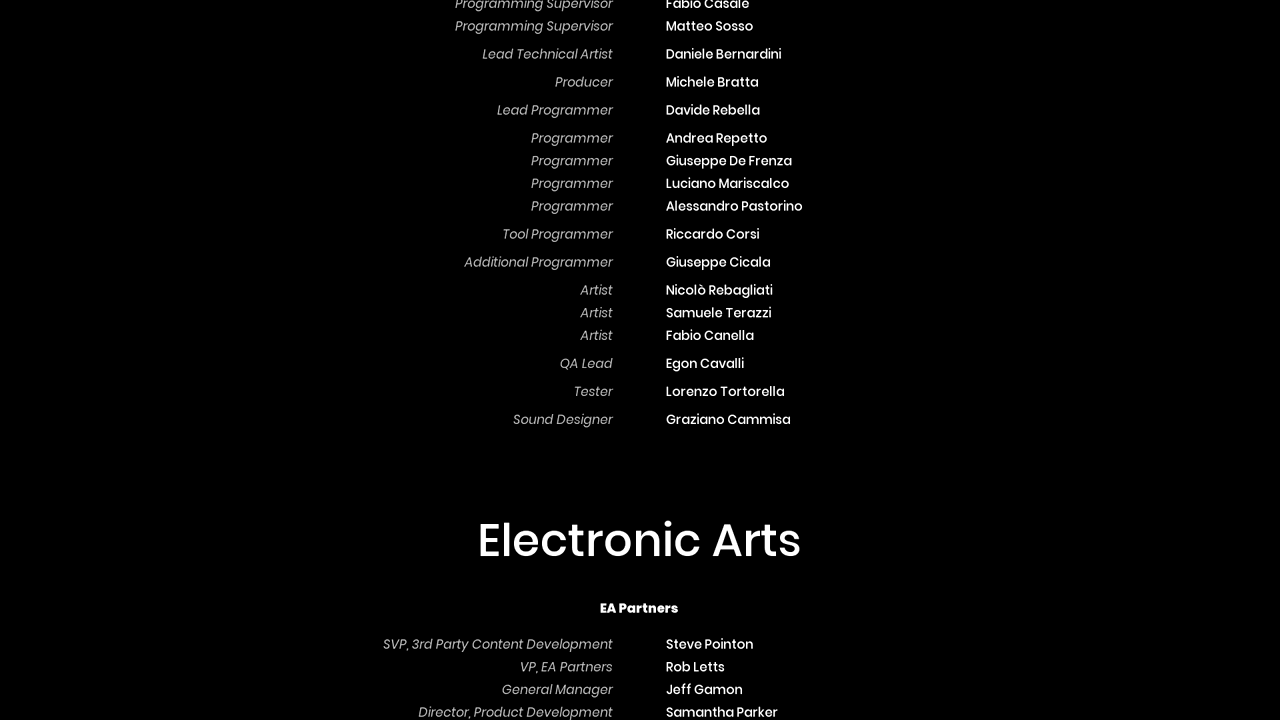 Programming Supervisor Fabio Casale
Programming Supervisor Matteo Sosso
Lead Technical Artist Daniele Bernardini
Producer Michele Bratta
Lead Programmer Davide Rebella
Programmer Andrea Repetto
Programmer Giuseppe De Frenza
Programmer Luciano Mariscalco
Programmer Alessandro Pastorino
Tool Programmer Riccardo Corsi
Additional Programmer Giuseppe Cicala
Artist Nicolò Rebagliati
Artist Samuele Terazzi
Artist Fabio Canella
QA Lead Egon Cavalli
Tester Lorenzo Tortorella
Sound Designer Graziano Cammisa
Electronic Arts
EA Partners
SVP, 3rd Party Content Development Steve Pointon
VP, EA Partners Rob Letts
General Manager Jeff Gamon
Director, Product Development Samantha Parker